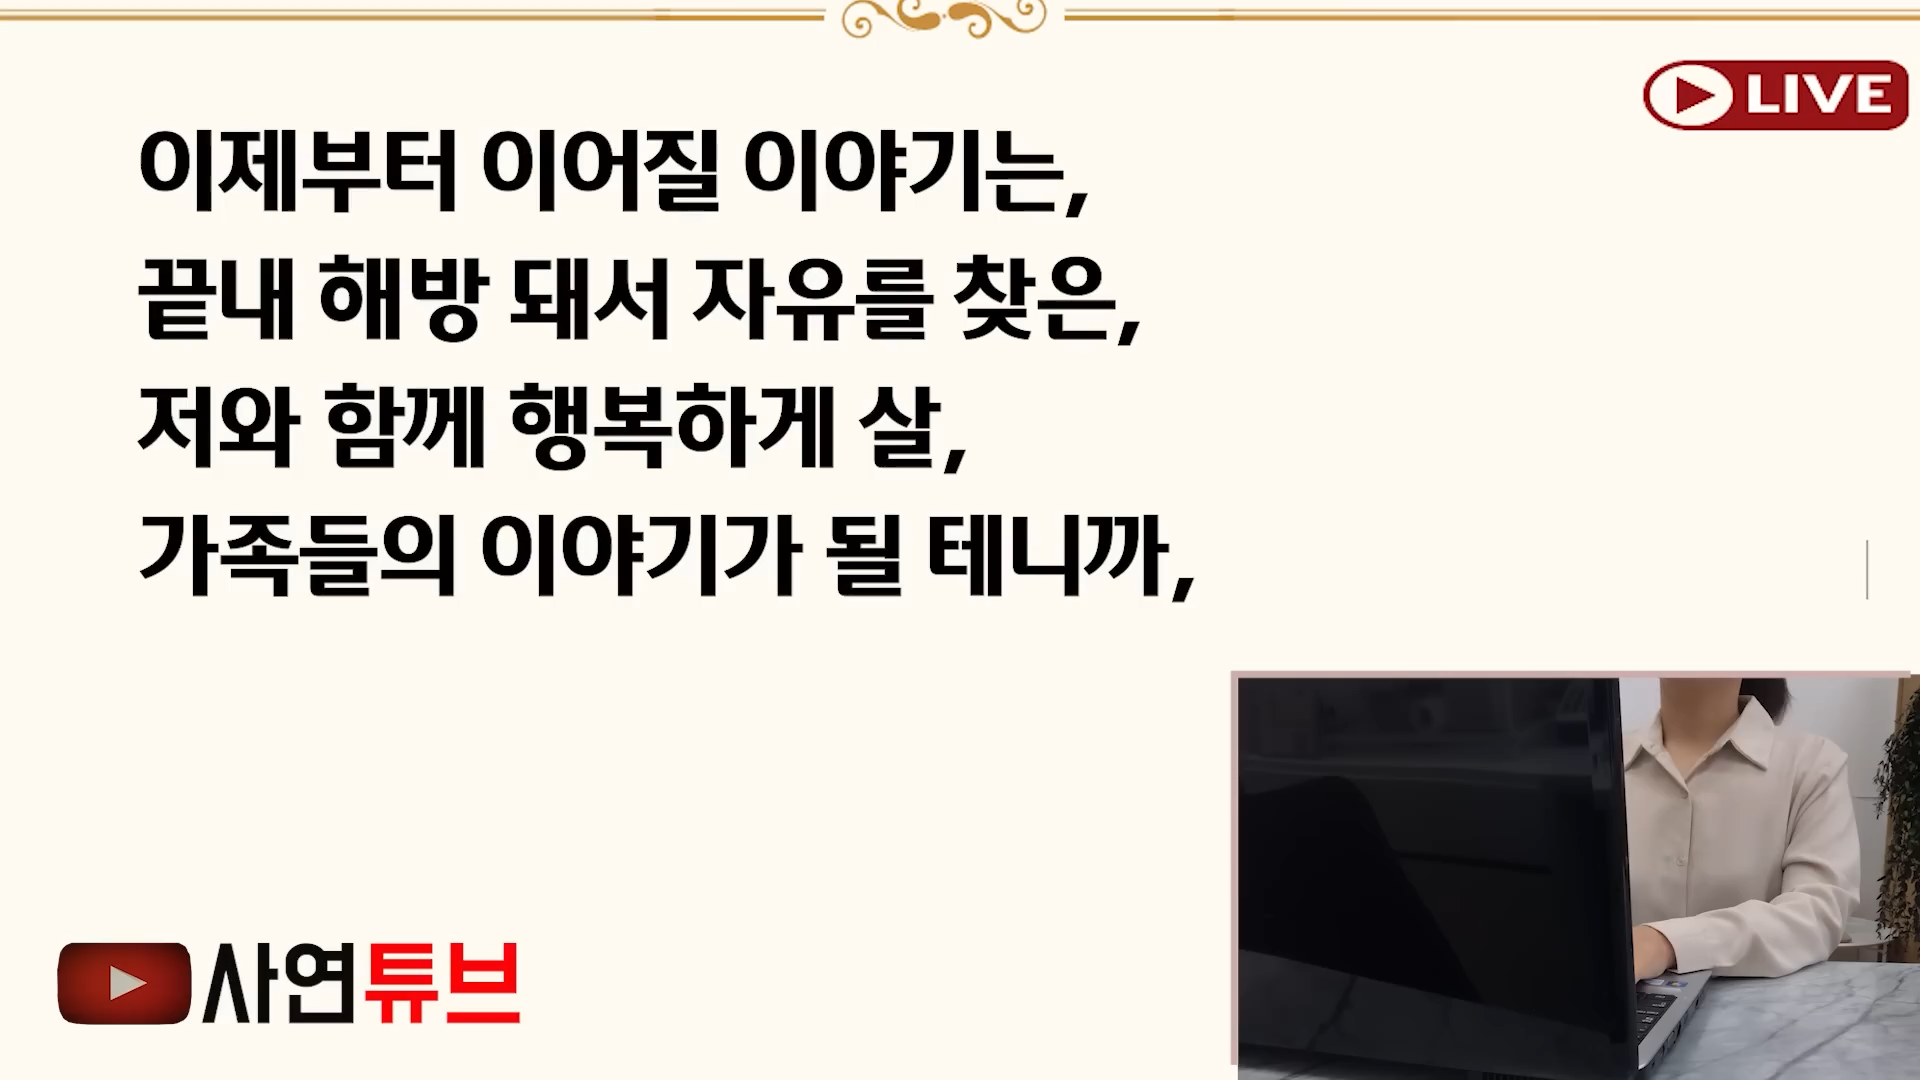 LIVE
이제부터 이어질 이야기는,
끝내 해방 돼서 자유를 찾은,
저와 함께 행복하게 살,
가족들의 이야기가 될 테니까,
사연튜브